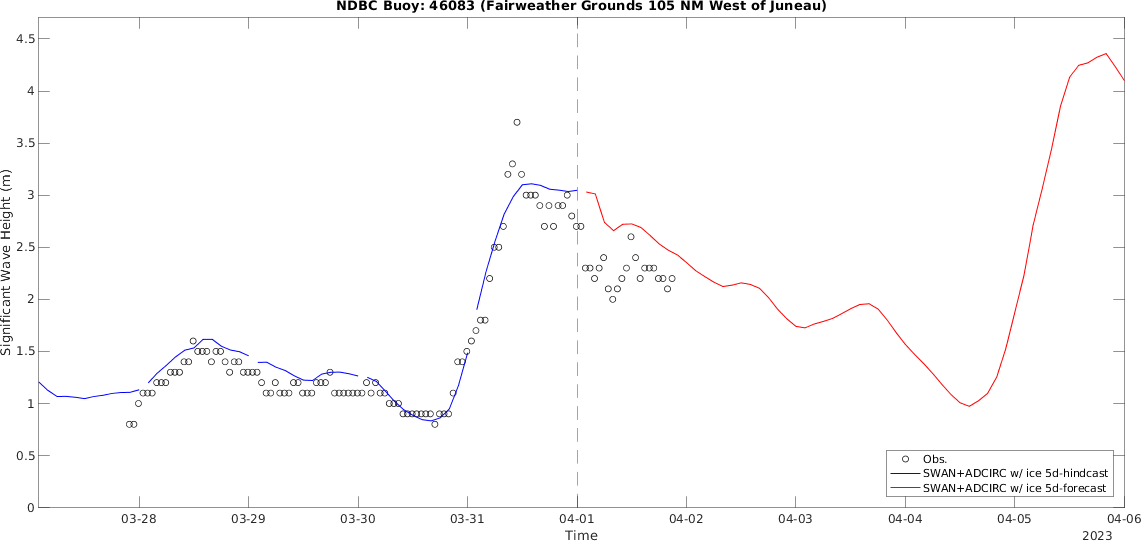 NDBC Buoy: 46083 (Fairweather Grounds 105 NM West of Juneau)
Significant Wave Height (m)
4.5
4
3.5
3
2.5
2
1.5
1
0.5
0
Obs.
SWAN+ADCIRC w/ ice 5d-hindcast
SWAN+ADCIRC w/ ice 5d-forecast
03-28 03-29 03-30 03-31 04-01 04-02 04-03 04-04 04-05 04-06
Time
2023